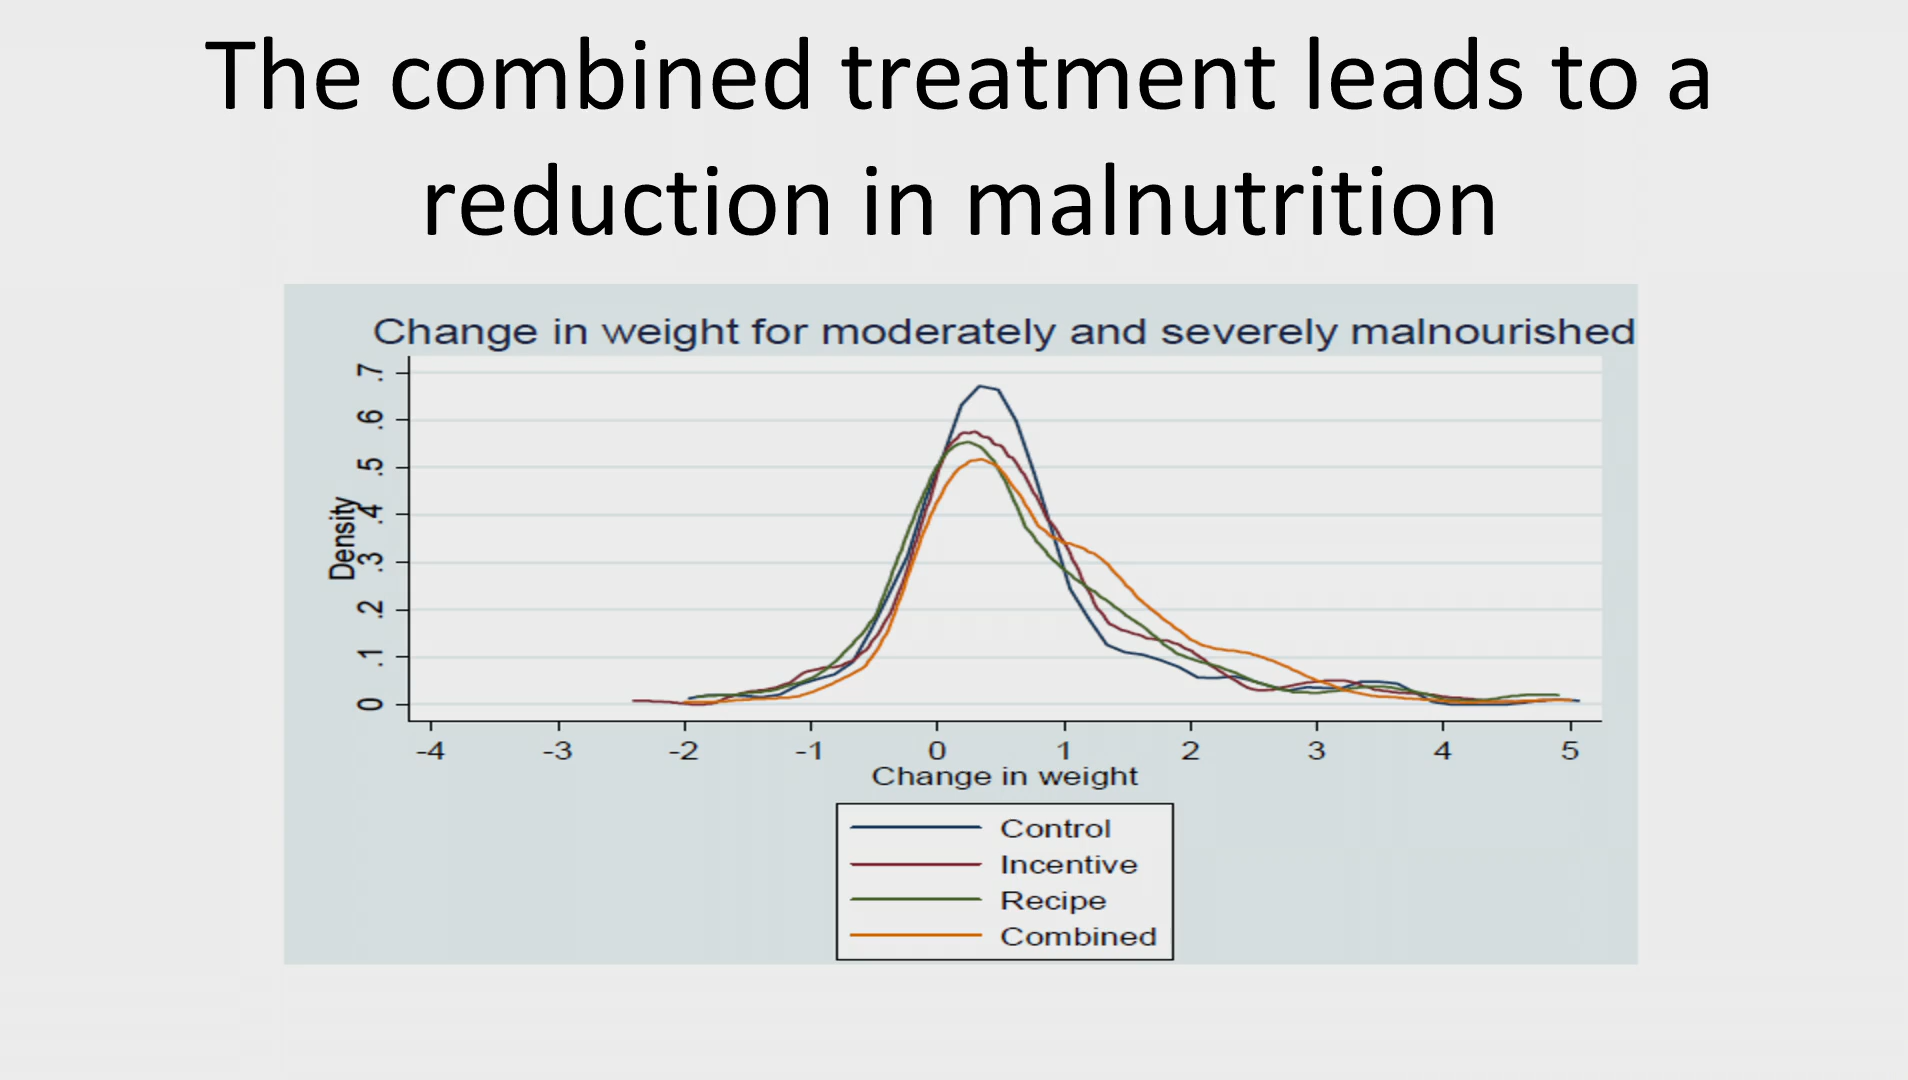 The combined treatment leads to a
reduction in malnutrition
Change in weight for moderately and severely malnourished
Density
.7
.6
.5
.4
.3
.2
.1
0
-4 -3 -2 -1 0 1 2 3 4 5
Change in weight
Control
Incentive
Recipe
Combined